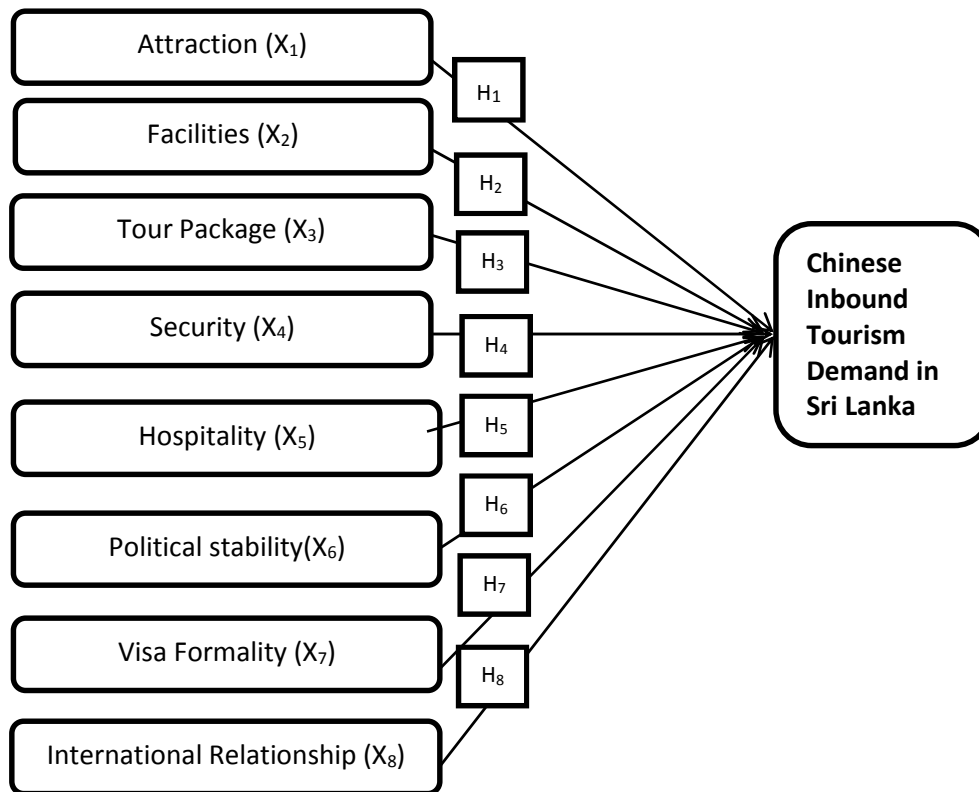 Attraction (X₁)
H₁
Facilities (X₂)
H₂
Tour Package (X₃)
H₃
Security (X₄)
H₄
Hospitality (X₅)
H₅
Political stability(X₆)
H₆
Visa Formality (X₇)
H₇
International Relationship (X₈)
H₈
Chinese
Inbound
Tourism
Demand in
Sri Lanka